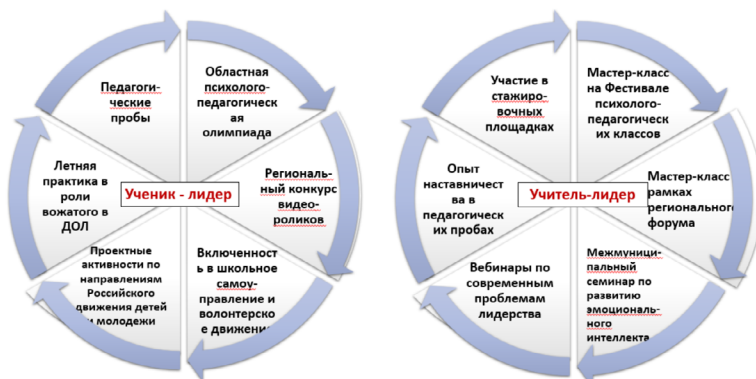 Педагоги-
ческие
пробы
Областная
психолого-
педагогическ
ая
олимпиада
Региональ-
ный конкурс
видео-
роликов
Включенност
ь в школьное
самоу-
правление и
волонтерско
е движение
Проектные
активности по
направлениям
Российского
движения детей
и молодежи
Летняя
практика в
роли
вожатого в
ДОЛ
Ученик - лидер
Участие в
стажиро-
вочных
площадках
Мастер-класс
на Фестивале
психолого-
педагогическ
их классов
Мастер-класс
рамках
регионального
форума
Межмуници-
пальный
семинар по
развитию
эмоциональ-
ного
интеллекта
Вебинары по
современным
проблемам
лидерства
Опыт
наставничест
ва в
педагогическ
их пробах
Учитель-лидер